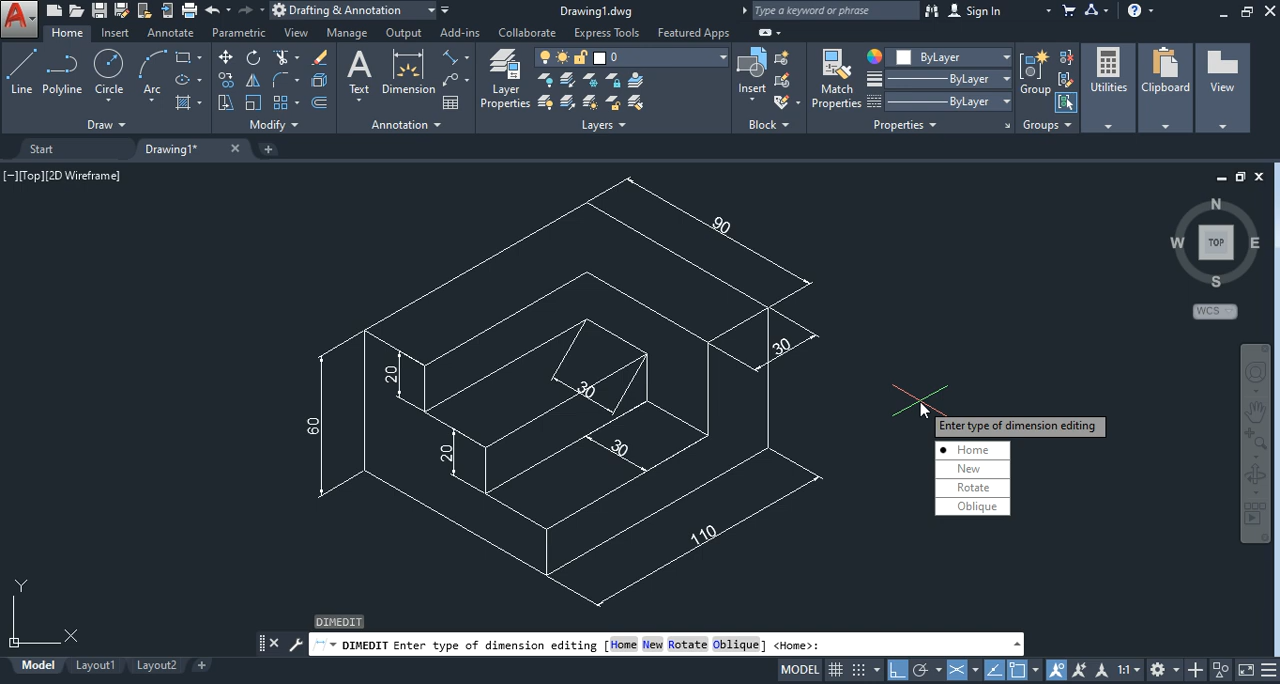 Drafting & Annotation
Drawing1.dwg
Type a keyword or phrase
Sign In
Home Insert Annotate Parametric View Manage Output Add-ins Collaborate Express Tools Featured Apps
Line Polyline Circle Arc
Draw
Modify
Text Dimension
Annotation
Layer
Properties
0
Layers
Insert
Block
Match
Properties
ByLayer
ByLayer
ByLayer
Properties
Group
Groups
Utilities
Clipboard
View
Start
Drawing1*
[−][Top][2D Wireframe]
N
W
TOP
E
S
WCS
90
30
20
60
30
20
30
110
Enter type of dimension editing
Home
New
Rotate
Oblique
Y
X
DIMEDIT
DIMEDIT Enter type of dimension editing [Home New Rotate Oblique] <Home>:
Model Layout1 Layout2
MODEL
1:1